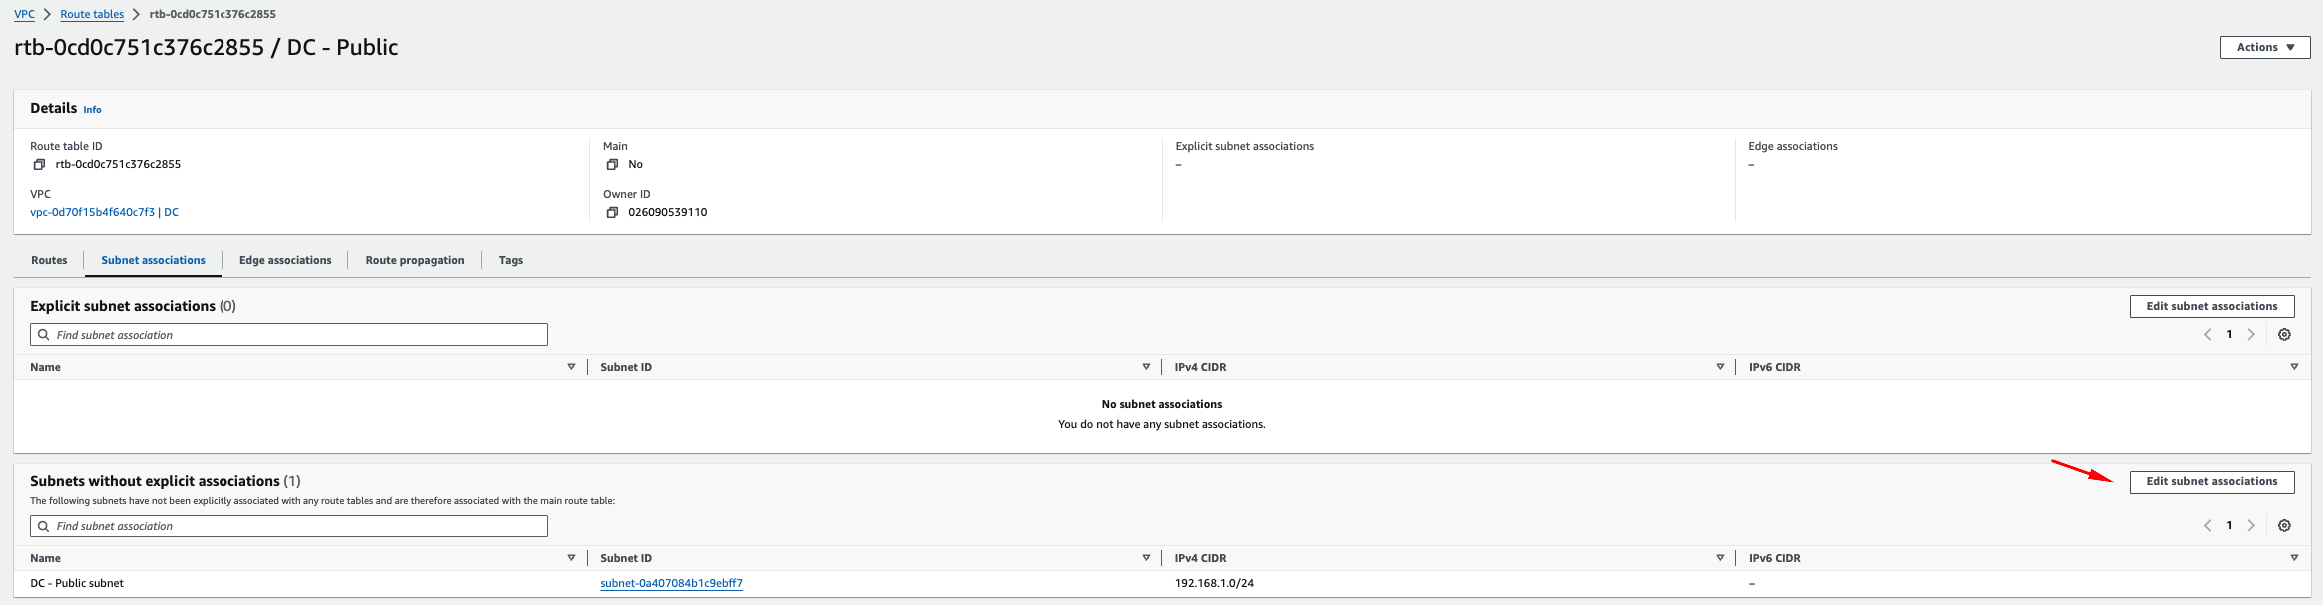 VPC > Route tables > rtb-0cd0c751c376c2855
rtb-0cd0c751c376c2855 / DC - Public
Actions
Details Info
Route table ID
rtb-0cd0c751c376c2855
Main
No
Explicit subnet associations
–
Edge associations
–
VPC
vpc-0d70f15b4f640c7f3 | DC
Owner ID
026090539110
Routes Subnet associations Edge associations Route propagation Tags
Explicit subnet associations (0)
Edit subnet associations
Find subnet association
1
Name Subnet ID IPv4 CIDR IPv6 CIDR
No subnet associations
You do not have any subnet associations.
Subnets without explicit associations (1)
Edit subnet associations
The following subnets have not been explicitly associated with any route tables and are therefore associated with the main route table:
Find subnet association
1
Name Subnet ID IPv4 CIDR IPv6 CIDR
DC - Public subnet subnet-0a407084b1c9ebff7 192.168.1.0/24 –